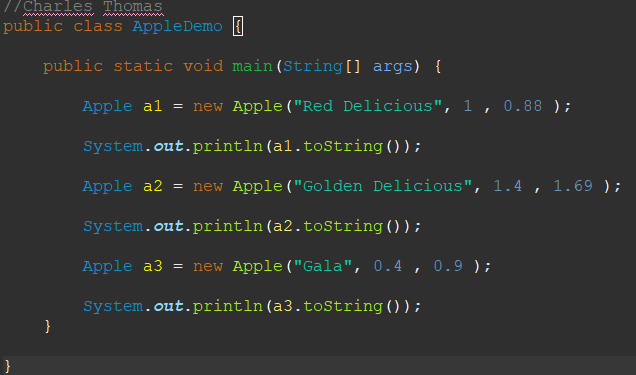 //Charles Thomas
public class AppleDemo {
public static void main(String[] args) {
Apple a1 = new Apple("Red Delicious", 1 , 0.88 );
System.out.println(a1.toString());
Apple a2 = new Apple("Golden Delicious", 1.4 , 1.69 );
System.out.println(a2.toString());
Apple a3 = new Apple("Gala", 0.4 , 0.9 );
System.out.println(a3.toString());
}
}